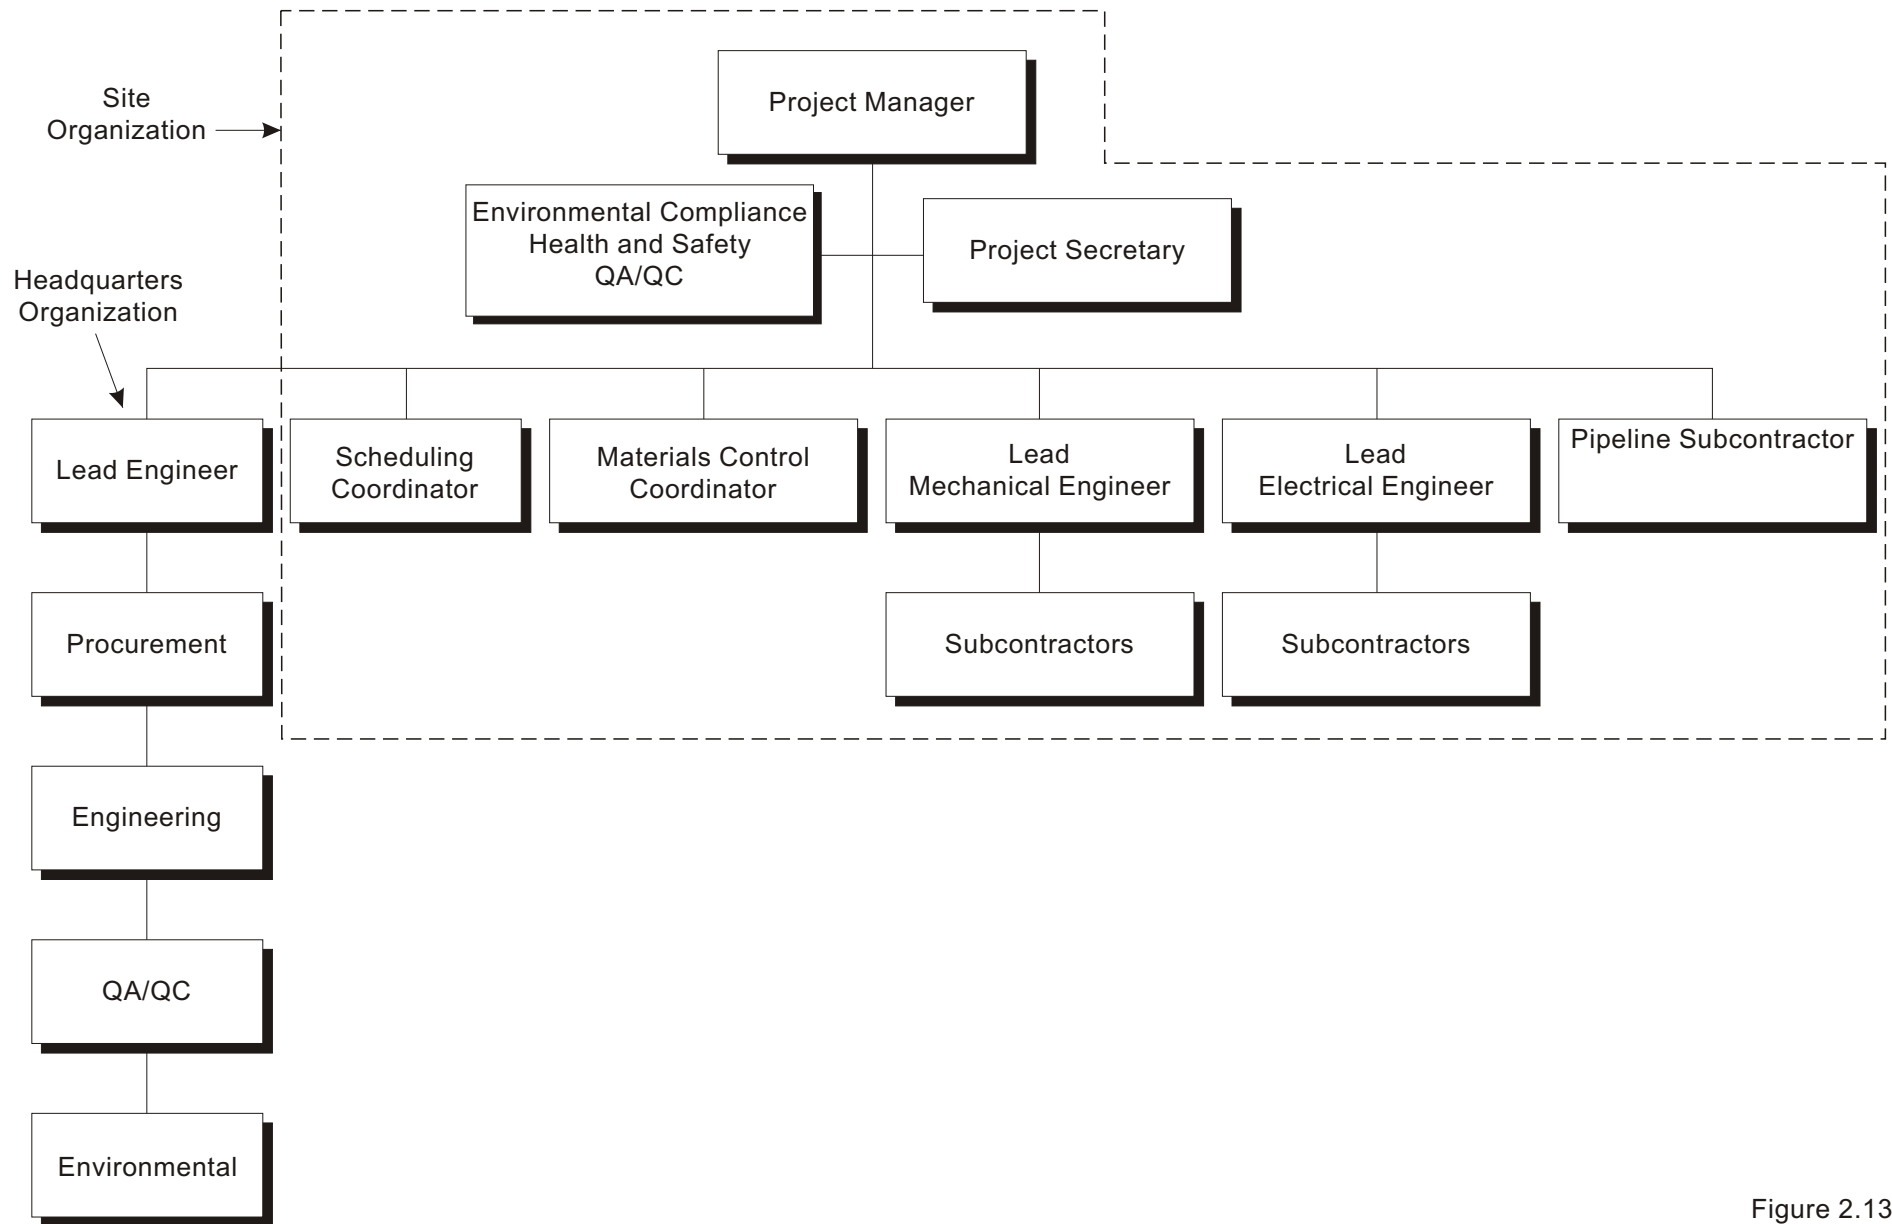 Site
Organization
Project Manager
Environmental Compliance
Health and Safety
QA/QC
Project Secretary
Headquarters
Organization
Lead Engineer
Scheduling
Coordinator
Materials Control
Coordinator
Lead
Mechanical Engineer
Lead
Electrical Engineer
Pipeline Subcontractor
Procurement
Subcontractors
Subcontractors
Engineering
QA/QC
Environmental
Figure 2.13